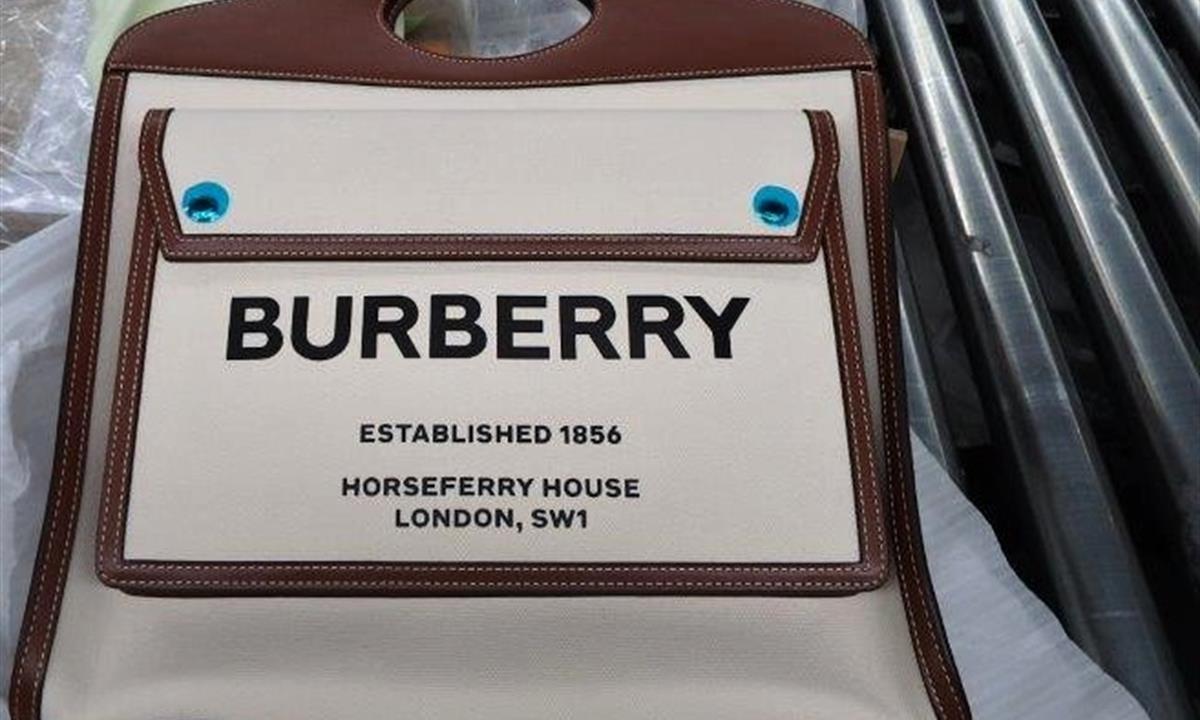 BURBERRY
ESTABLISHED 1856
HORSEFERRY HOUSE
LONDON, SW1